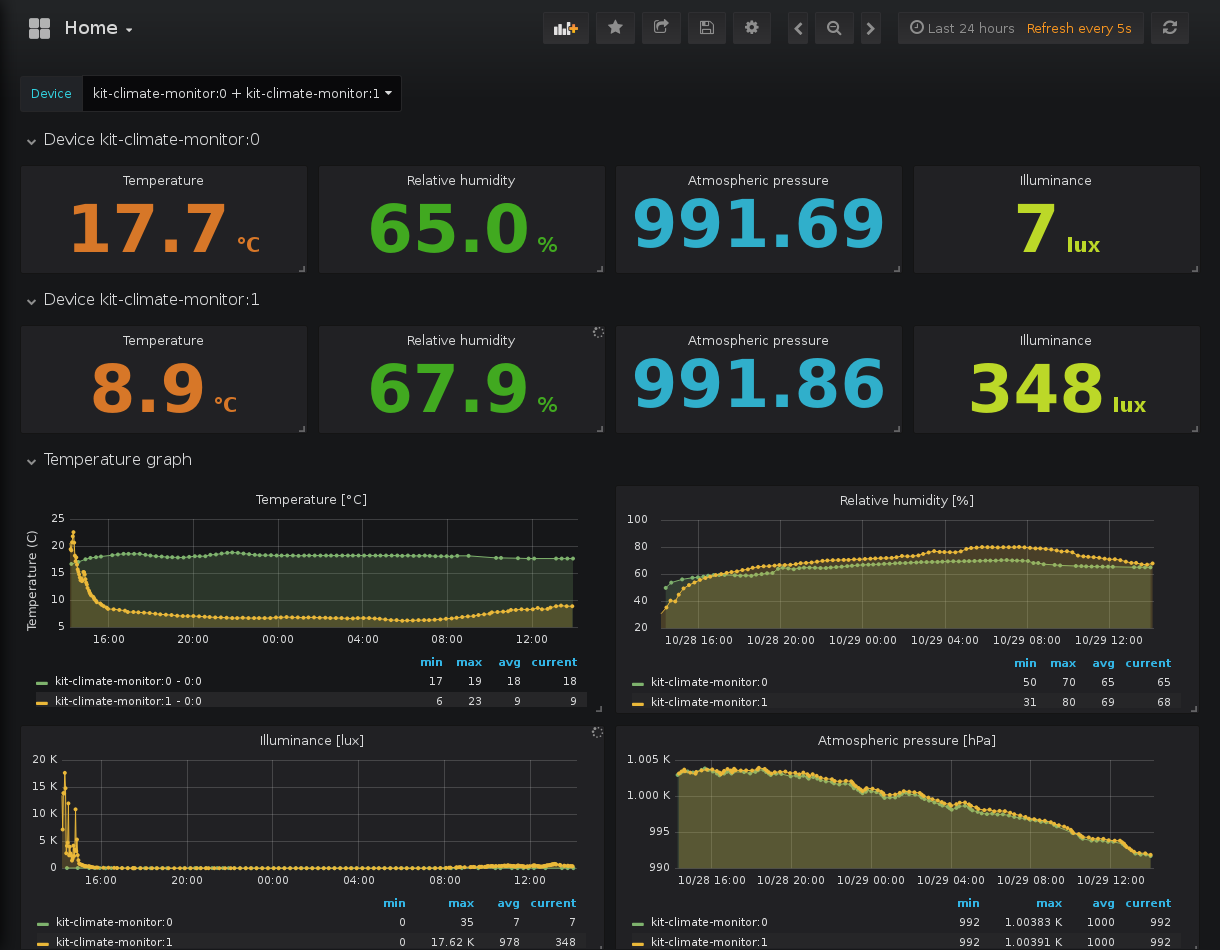 Home
Last 24 hours Refresh every 5s
Device kit-climate-monitor:0 + kit-climate-monitor:1
Device kit-climate-monitor:0
Temperature Relative humidity Atmospheric pressure Illuminance
17.7 °C 65.0 % 991.69 7 lux
Device kit-climate-monitor:1
Temperature Relative humidity Atmospheric pressure Illuminance
8.9 °C 67.9 % 991.86 348 lux
Temperature graph
Temperature [°C]
Temperature (C)
25
20
15
10
5
16:00 20:00 00:00 04:00 08:00 12:00
min max avg current
kit-climate-monitor:0 - 0:0 17 19 18 18
kit-climate-monitor:1 - 0:0 6 23 9 9
Relative humidity [%]
100
80
60
40
20
10/28 16:00 10/28 20:00 10/29 00:00 10/29 04:00 10/29 08:00 10/29 12:00
min max avg current
kit-climate-monitor:0 50 70 65 65
kit-climate-monitor:1 31 80 69 68
Illuminance [lux]
20 K
15 K
10 K
5 K
0
16:00 20:00 00:00 04:00 08:00 12:00
min max avg current
kit-climate-monitor:0 0 35 7 7
kit-climate-monitor:1 0 17.62 K 978 348
Atmospheric pressure [hPa]
1.005 K
1.000 K
995
990
10/28 16:00 10/28 20:00 10/29 00:00 10/29 04:00 10/29 08:00 10/29 12:00
min max avg current
kit-climate-monitor:0 992 1.00383 K 1000 992
kit-climate-monitor:1 992 1.00391 K 1000 992